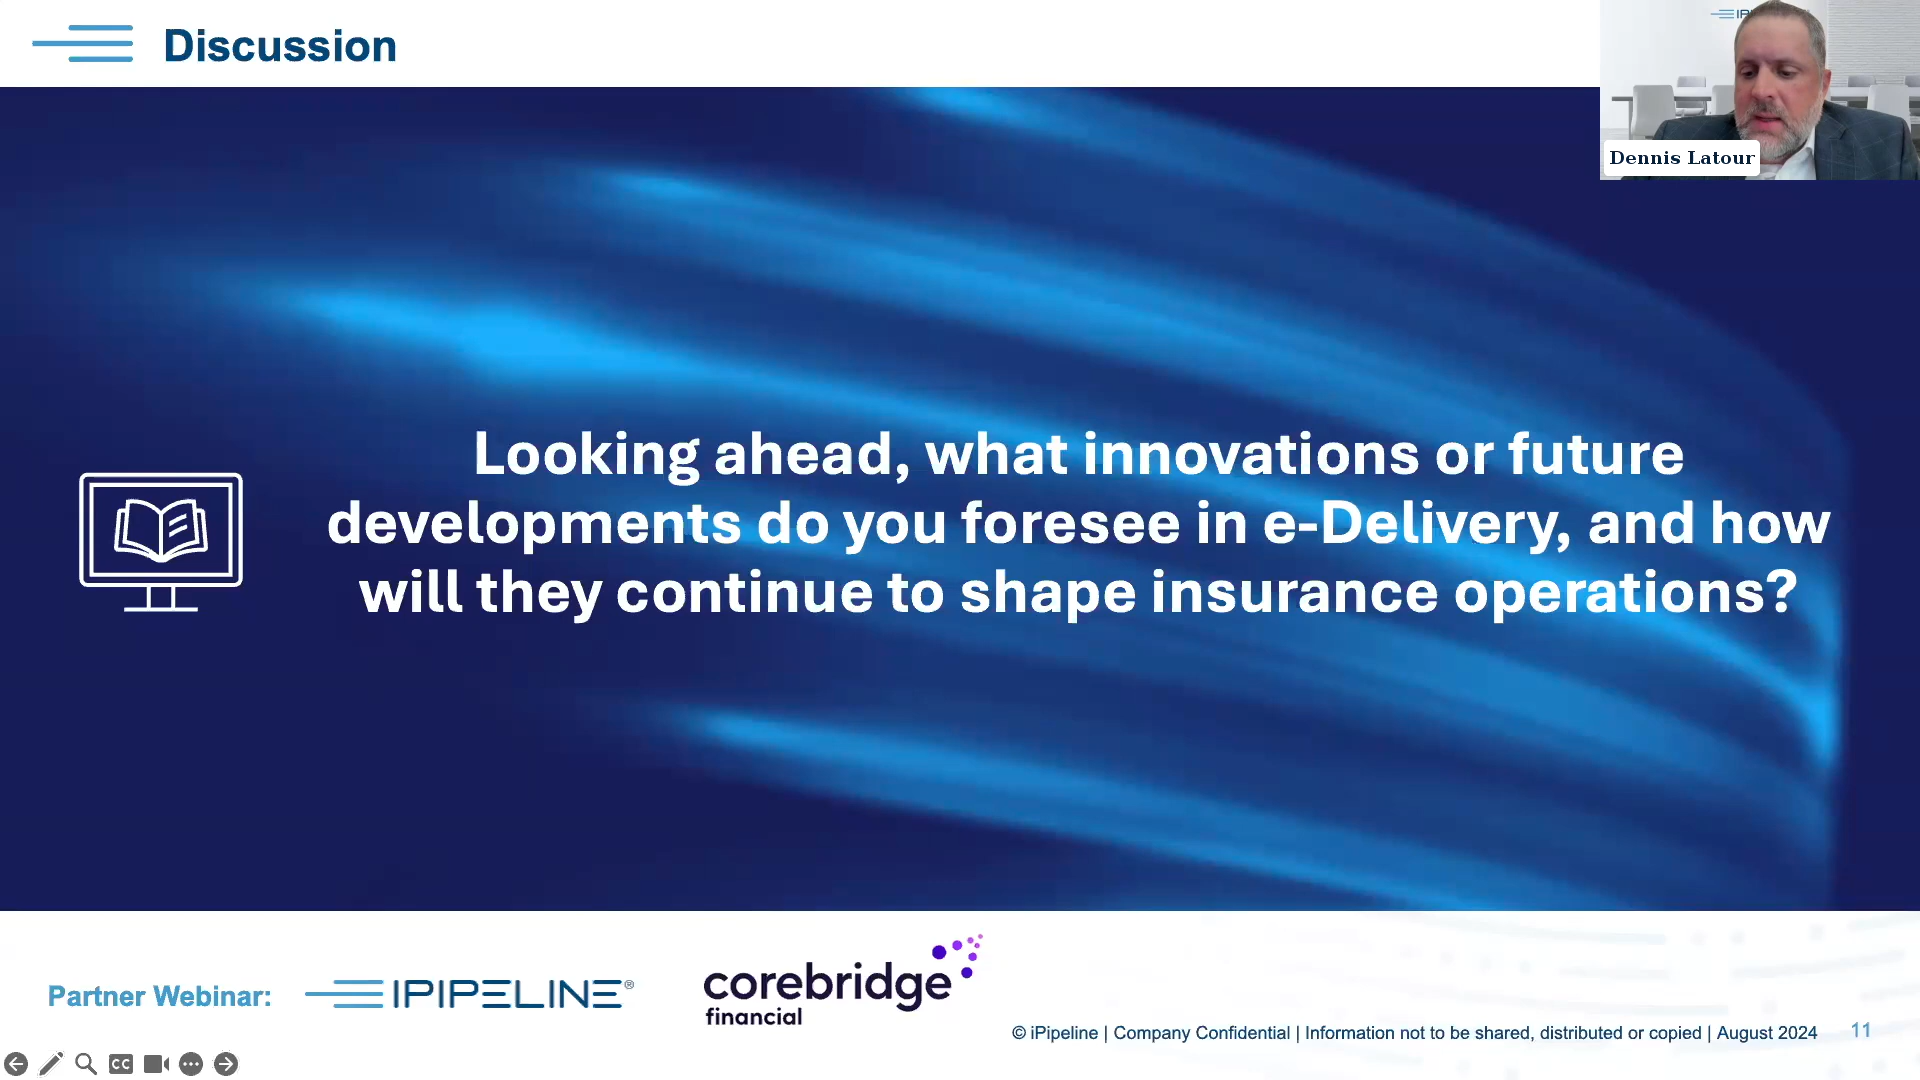 Discussion
Dennis Latour
Looking ahead, what innovations or future
developments do you foresee in e-Delivery, and how
will they continue to shape insurance operations?
Partner Webinar:
IPIPELINE®
corebridge
financial
© iPipeline | Company Confidential | Information not to be shared, distributed or copied | August 2024
11
CC